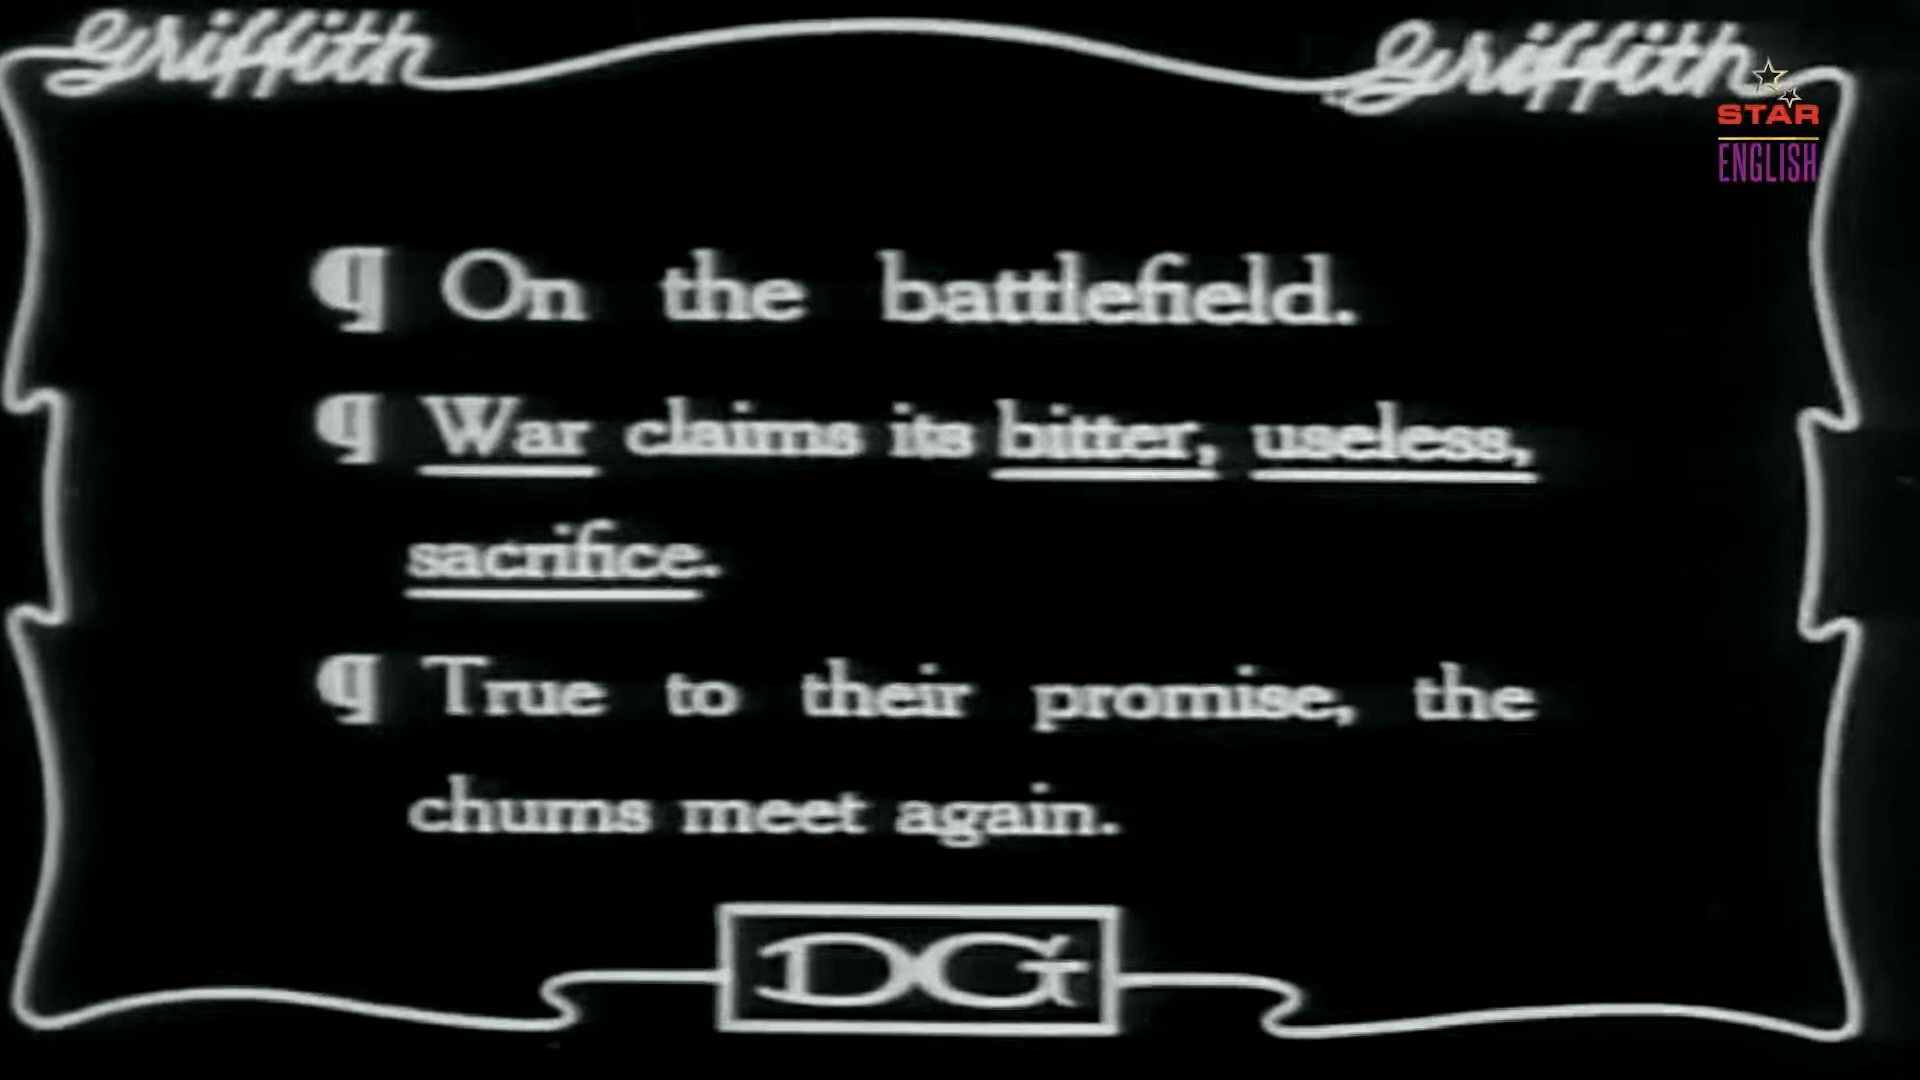 Griffith Griffith
STAR
ENGLISH
¶ On the battlefield.
¶ War claims its bitter, useless,
sacrifice.
¶ True to their promise, the
chums meet again.
DG